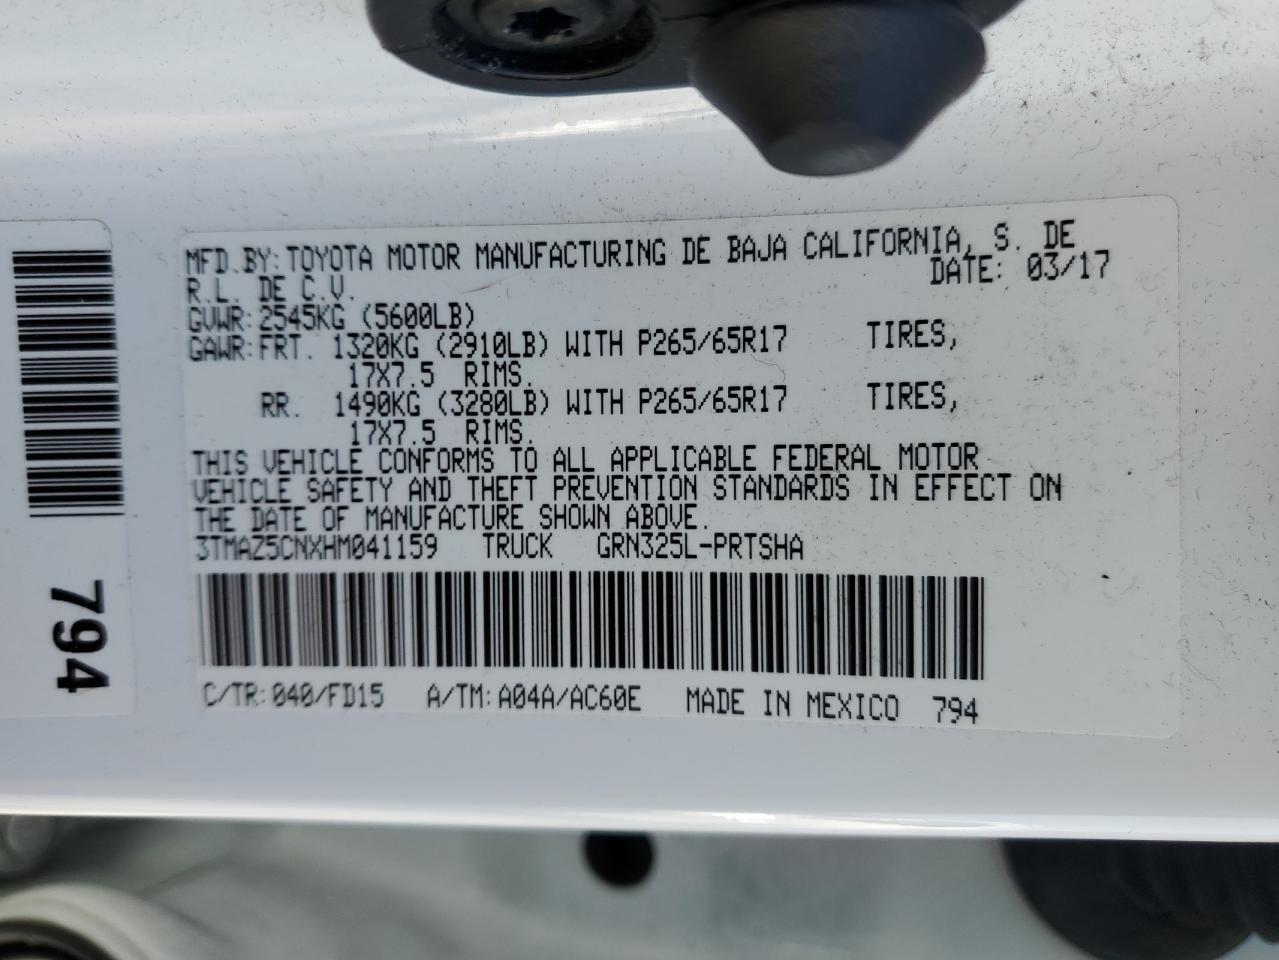 MFD.BY: TOYOTA MOTOR MANUFACTURING DE BAJA CALIFORNIA, S. DE
R.L. DE C.V. DATE: 03/17
GVWR: 2545KG (5600LB)
GAWR: FRT. 1320KG (2910LB) WITH P265/65R17 TIRES,
17X7.5 RIMS.
RR. 1490KG (3280LB) WITH P265/65R17 TIRES,
17X7.5 RIMS.
THIS VEHICLE CONFORMS TO ALL APPLICABLE FEDERAL MOTOR
VEHICLE SAFETY AND THEFT PREVENTION STANDARDS IN EFFECT ON
THE DATE OF MANUFACTURE SHOWN ABOVE.
3TMAZ5CNXHM041159 TRUCK GRN325L-PRTSHA
C/TR: 040/FD15 A/TM: A04A/AC60E MADE IN MEXICO 794
794